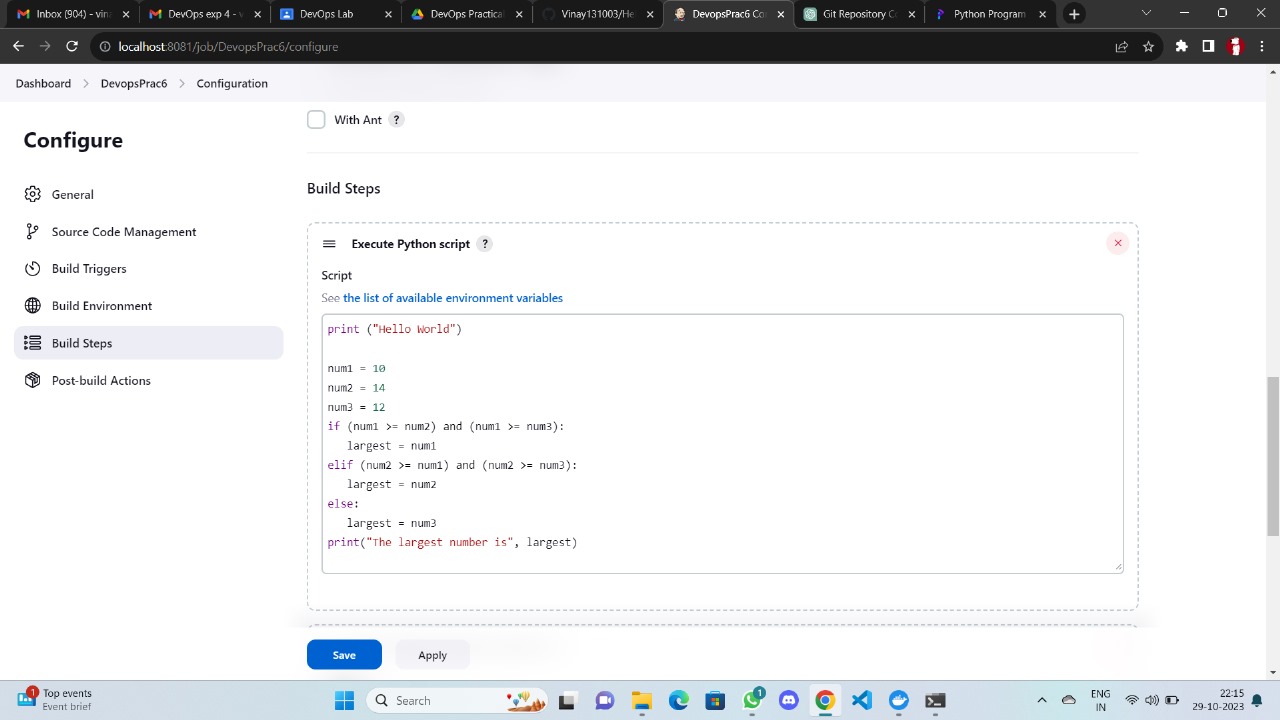 Inbox (904) - vina
DevOps exp 4 - v
DevOps Lab
DevOps Practical
Vinay131003/He
DevopsPrac6 Co
Git Repository Co
Python Program
localhost:8081/job/DevopsPrac6/configure
Dashboard
DevopsPrac6
Configuration
Configure
General
Source Code Management
Build Triggers
Build Environment
Build Steps
Post-build Actions
With Ant ?
Build Steps
Execute Python script ?
Script
See the list of available environment variables
print ("Hello World")
num1 = 10
num2 = 14
num3 = 12
if (num1 >= num2) and (num1 >= num3):
largest = num1
elif (num2 >= num1) and (num2 >= num3):
largest = num2
else:
largest = num3
print("The largest number is", largest)
Save
Apply
1
Top events
Event brief
Search
1
ENG
IN
22:15
29-10-2023